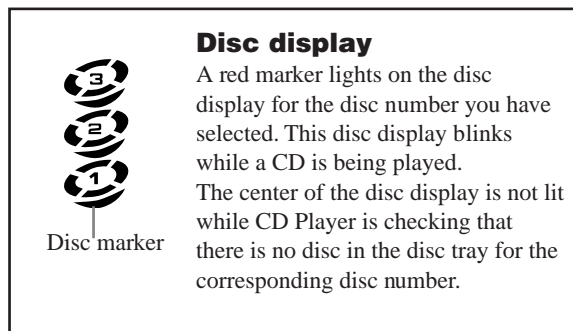 Disc display
A red marker lights on the disc
display for the disc number you have
selected. This disc display blinks
while a CD is being played.
The center of the disc display is not lit
while CD Player is checking that
there is no disc in the disc tray for the
corresponding disc number.
3
2
1
Disc marker